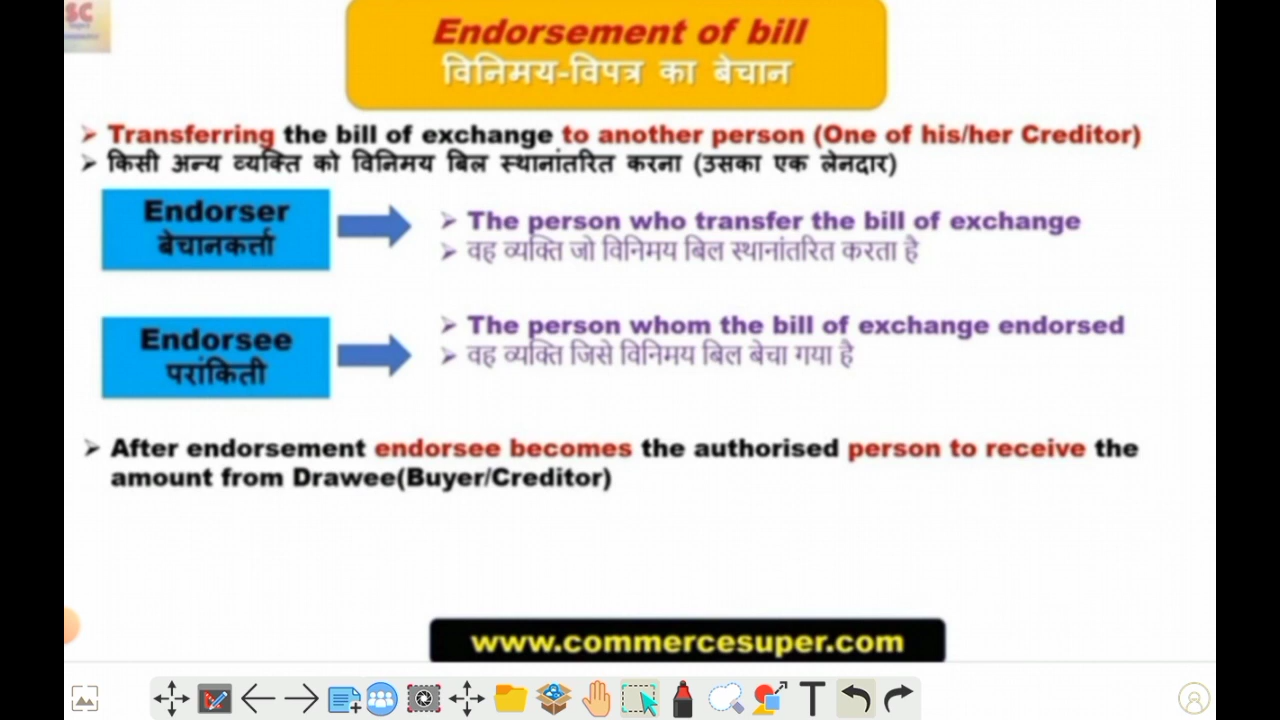 SC
Endorsement of bill
विनिमय-विपत्र का बेचान
Transferring the bill of exchange to another person (One of his/her Creditor)
किसी अन्य व्यक्ति को विनिमय बिल स्थानांतरित करना (उसका एक लेनदार)
Endorser
बेचानकर्ता
The person who transfer the bill of exchange
वह व्यक्ति जो विनिमय बिल स्थानांतरित करता है
Endorsee
परांकिती
The person whom the bill of exchange endorsed
वह व्यक्ति जिसे विनिमय बिल बेचा गया है
After endorsement endorsee becomes the authorised person to receive the
amount from Drawee(Buyer/Creditor)
www.commercesuper.com